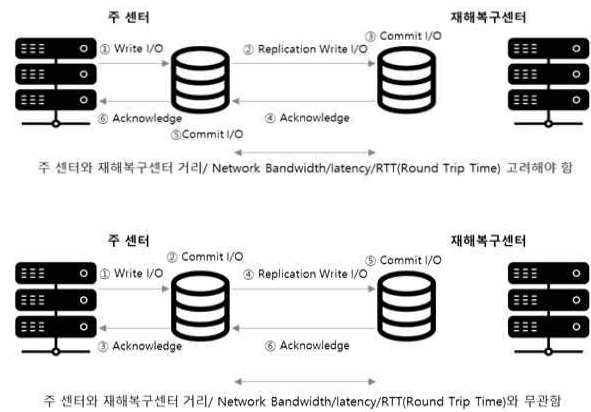 주 센터
재해복구센터
③ Commit I/O
① Write I/O
② Replication Write I/O
⑥ Acknowledge
④ Acknowledge
⑤Commit I/O
주 센터와 재해복구센터 거리/ Network Bandwidth/latency/RTT(Round Trip Time) 고려해야 함
주 센터
재해복구센터
② Commit I/O
⑤ Commit I/O
① Write I/O
④ Replication Write I/O
③ Acknowledge
⑥ Acknowledge
주 센터와 재해복구센터 거리/ Network Bandwidth/latency/RTT(Round Trip Time)와 무관함